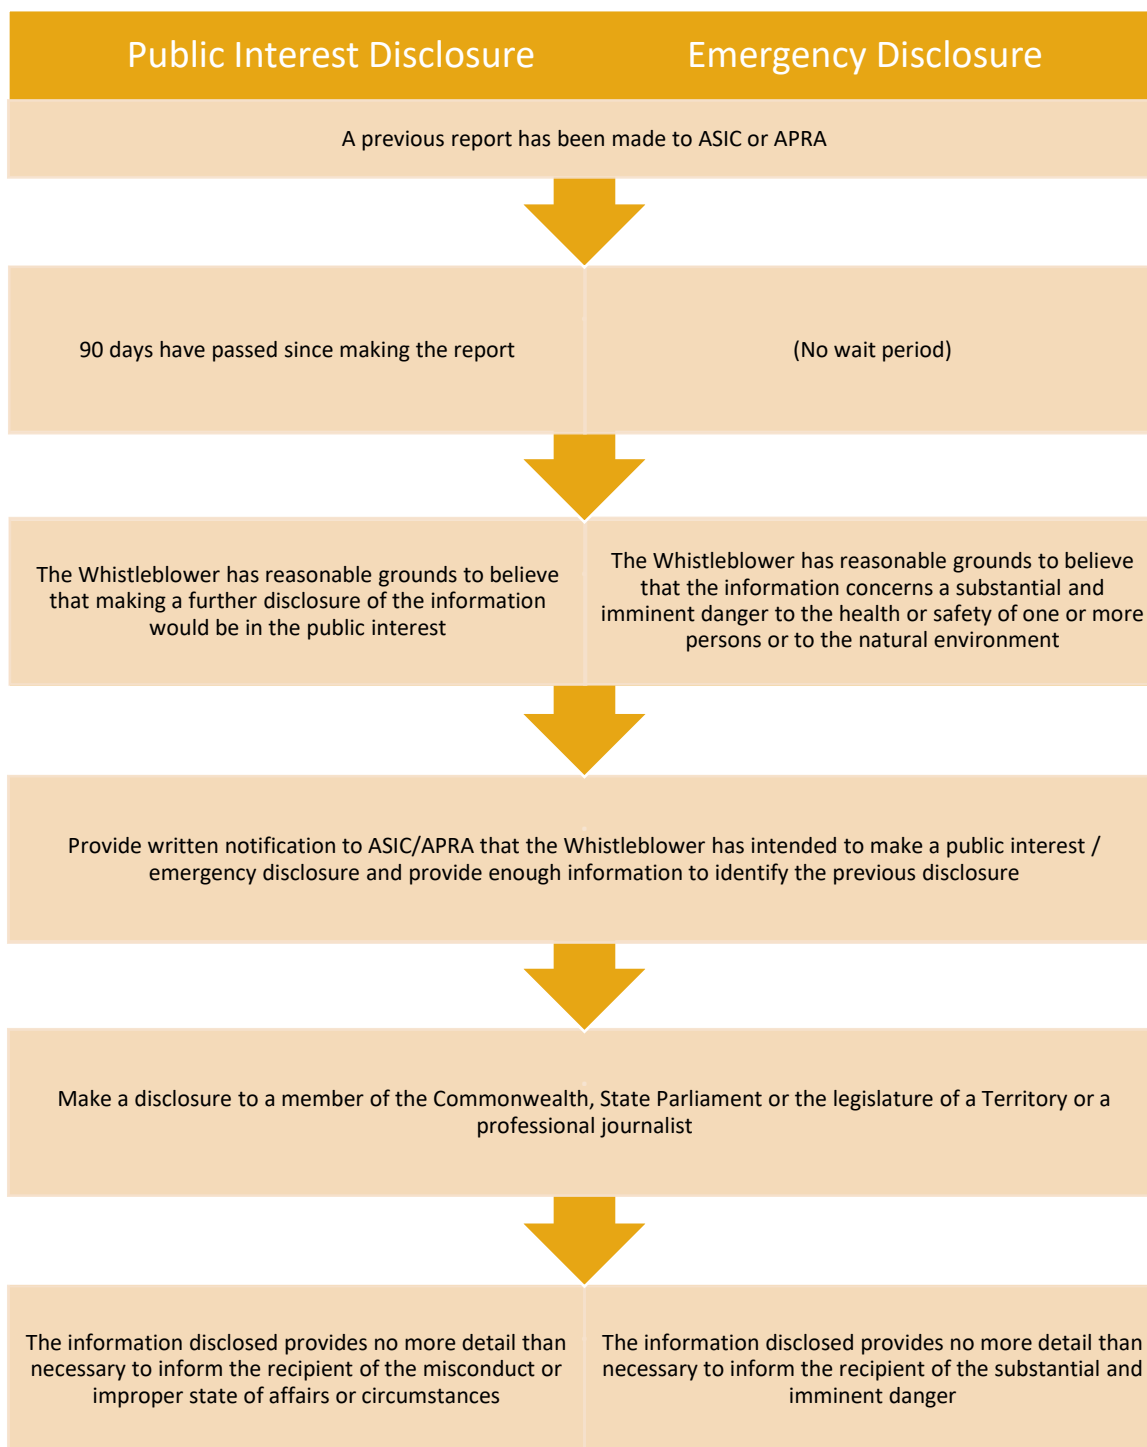 Public Interest Disclosure
Emergency Disclosure
A previous report has been made to ASIC or APRA
90 days have passed since making the report
(No wait period)
The Whistleblower has reasonable grounds to believe
that making a further disclosure of the information
would be in the public interest
The Whistleblower has reasonable grounds to believe
that the information concerns a substantial and
imminent danger to the health or safety of one or more
persons or to the natural environment
Provide written notification to ASIC/APRA that the Whistleblower has intended to make a public interest /
emergency disclosure and provide enough information to identify the previous disclosure
Make a disclosure to a member of the Commonwealth, State Parliament or the legislature of a Territory or a
professional journalist
The information disclosed provides no more detail than
necessary to inform the recipient of the misconduct or
improper state of affairs or circumstances
The information disclosed provides no more detail than
necessary to inform the recipient of the substantial and
imminent danger